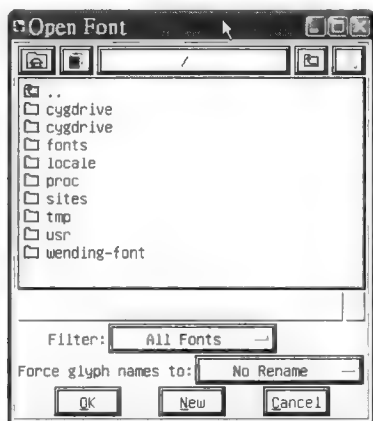 Open Font
/
..
cygdrive
cygdrive
fonts
locale
proc
sites
tmp
usr
wending-font
Filter: All Fonts
Force glyph names to: No Rename
OK New Cancel